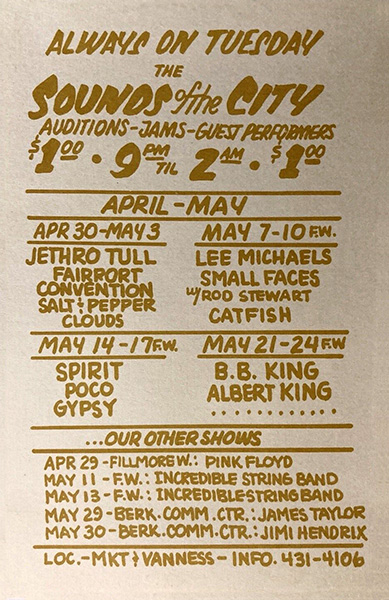 ALWAYS ON TUESDAY
THE
SOUNDS of the CITY
AUDITIONS-JAMS-GUEST PERFORMERS
$1.00 • 9 PM TIL 2 AM • $1.00
APRIL-MAY
APR 30-MAY 3
JETHRO TULL
FAIRPORT
CONVENTION
SALT & PEPPER
CLOUDS
MAY 7-10 F.W.
LEE MICHAELS
SMALL FACES
W/ROD STEWART
CATFISH
MAY 14-17 F.W.
SPIRIT
POCO
GYPSY
MAY 21-24 F.W
B.B. KING
ALBERT KING
. . . . . . . . . . .
...OUR OTHER SHOWS
APR 29-FILLMORE W.: PINK FLOYD
MAY 11-F.W.: INCREDIBLE STRING BAND
MAY 13-F.W.: INCREDIBLE STRING BAND
MAY 29-BERK. COMM. CTR.: JAMES TAYLOR
MAY 30-BERK. COMM. CTR.: JIMI HENDRIX
LOC.-MKT & VANNESS-INFO. 431-4106